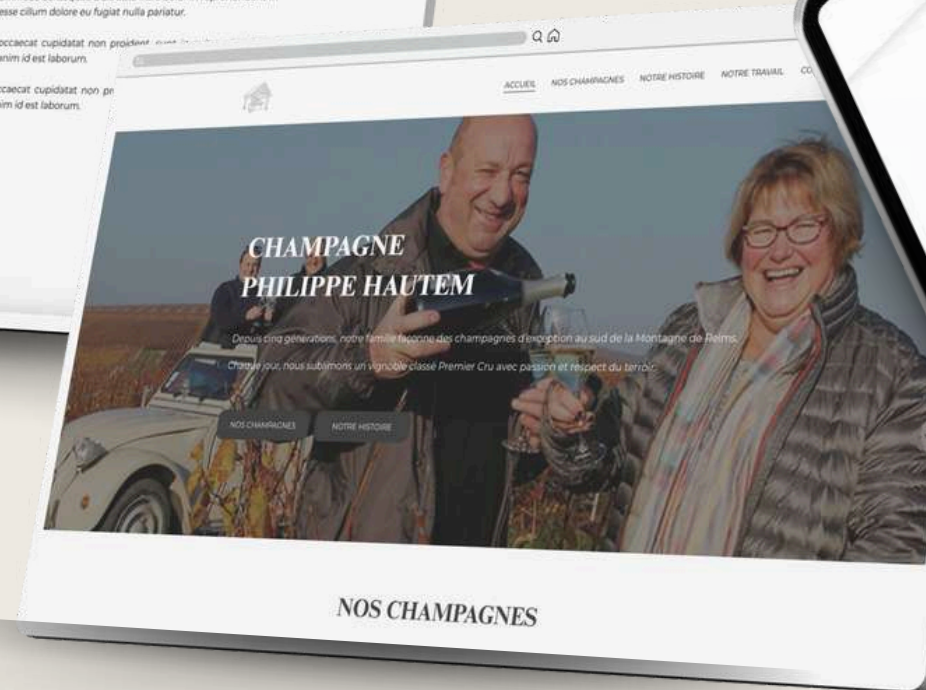 esse cillum dolore eu fugiat nulla pariatur.
occaecat cupidatat non proident,
anim id est laborum.
cupidatat non
id est laborum.
ACCUEIL NOS CHAMPAGNES NOTRE HISTOIRE NOTRE TRAVAIL
CHAMPAGNE
PHILIPPE HAUTEM
Depuis cinq générations, notre famille façonne des champagnes d'exception au sud de la Montagne de Reims.
Chaque jour, nous sublimons un vignoble classé Premier Cru avec passion et respect du terroir.
NOS CHAMPAGNES NOTRE HISTOIRE
NOS CHAMPAGNES